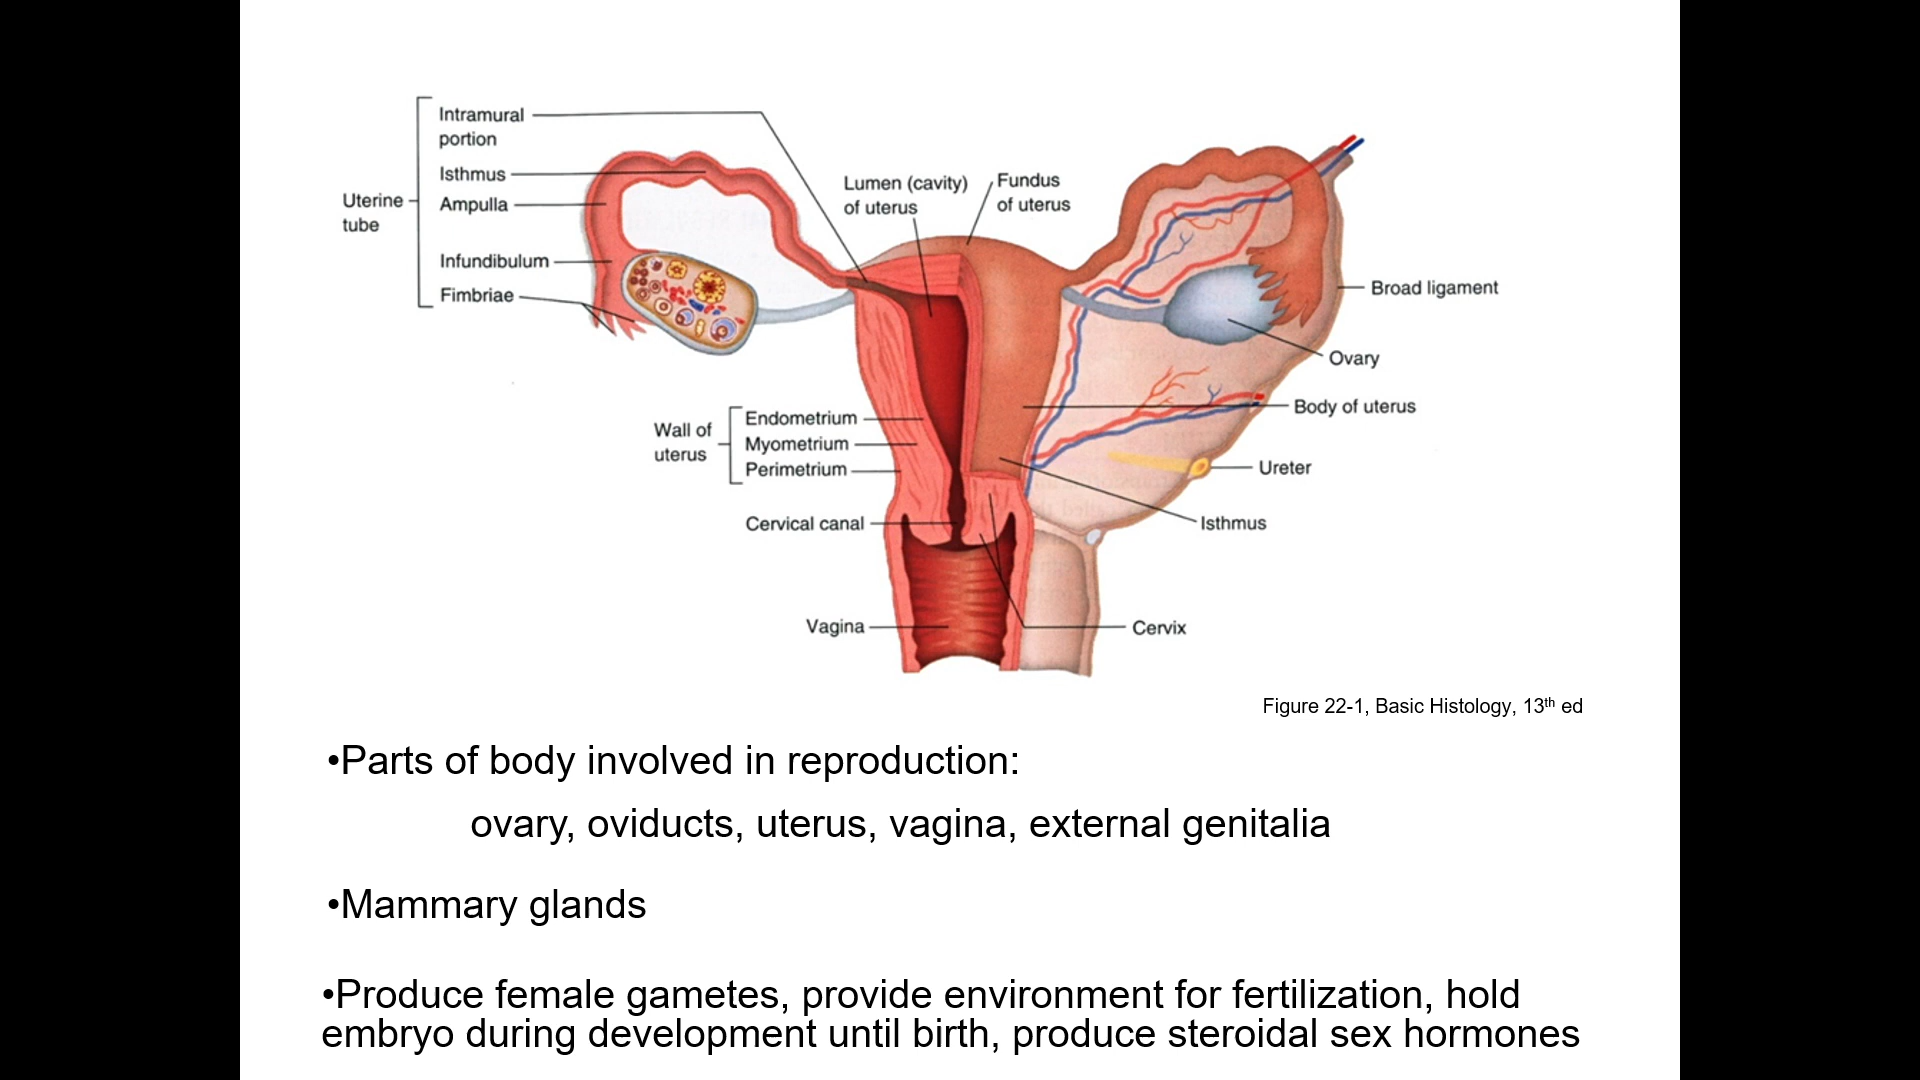 Intramural
portion
Isthmus
Uterine
tube
Ampulla
Infundibulum
Fimbriae
Lumen (cavity)
of uterus
Fundus
of uterus
Broad ligament
Ovary
Body of uterus
Wall of
uterus
Endometrium
Myometrium
Perimetrium
Ureter
Cervical canal
Isthmus
Vagina
Cervix
Figure 22-1, Basic Histology, 13th ed
•Parts of body involved in reproduction:
ovary, oviducts, uterus, vagina, external genitalia
•Mammary glands
•Produce female gametes, provide environment for fertilization, hold
embryo during development until birth, produce steroidal sex hormones